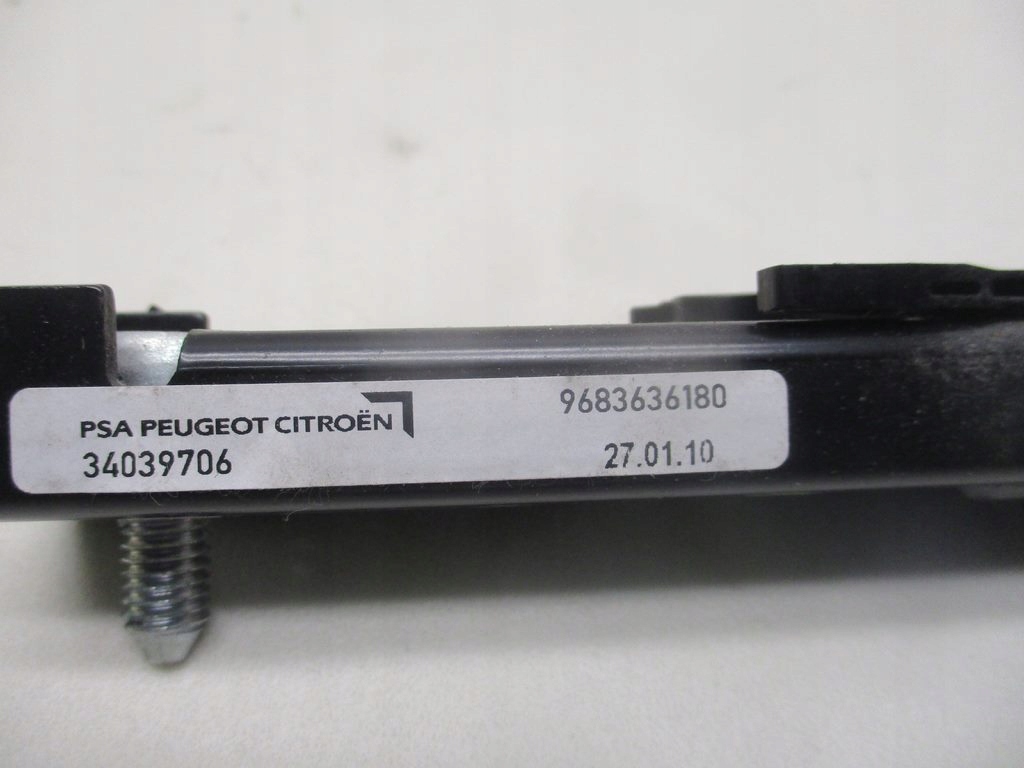 PSA PEUGEOT CITROËN
34039706
9683636180
27.01.10